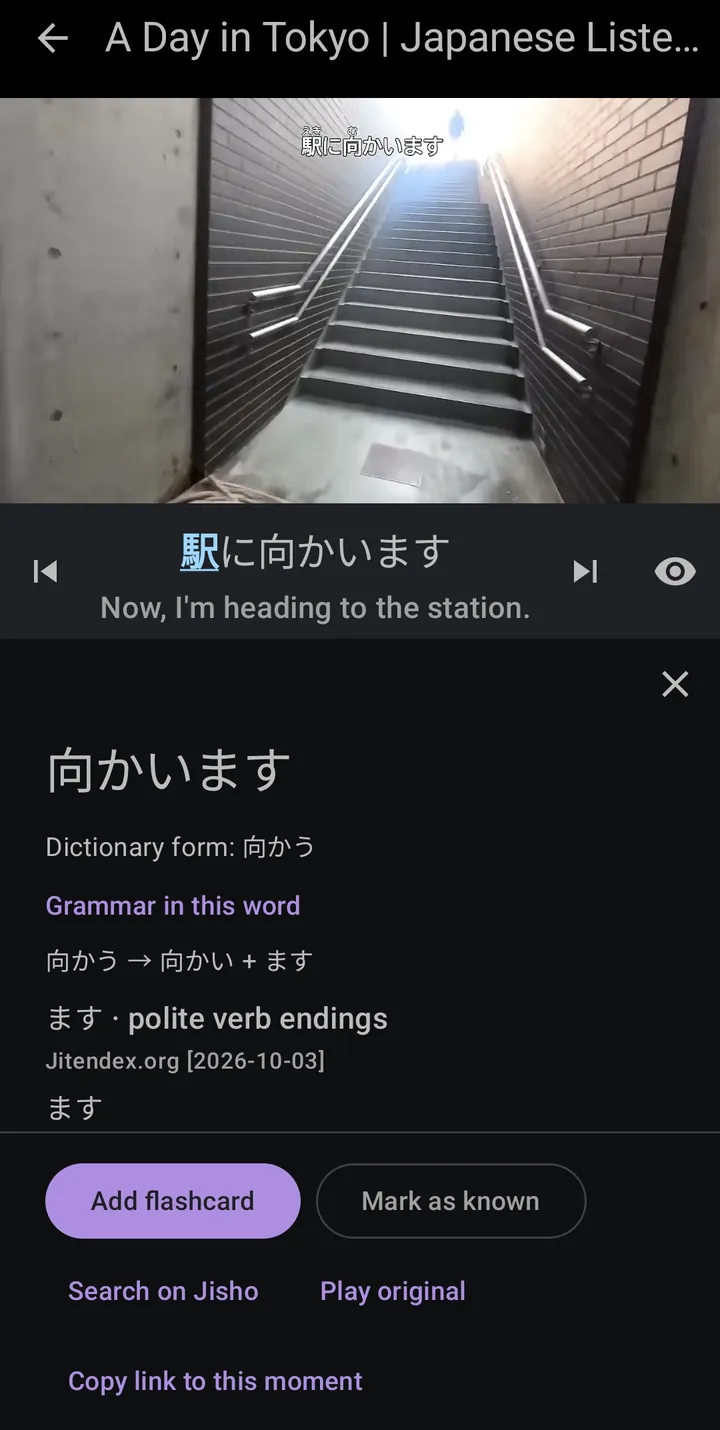 A Day in Tokyo | Japanese Liste...
えき む
駅に向かいます
駅に向かいます
Now, I'm heading to the station.
向かいます
Dictionary form: 向かう
Grammar in this word
向かう → 向かい + ます
ます · polite verb endings
Jitendex.org [2026-10-03]
ます
Add flashcard
Mark as known
Search on Jisho
Play original
Copy link to this moment